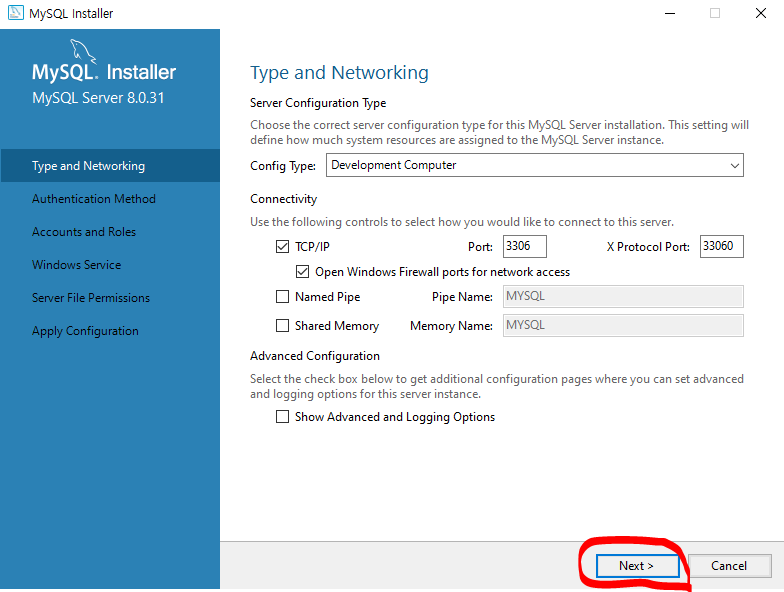 MySQL Installer
MySQL. Installer
MySQL Server 8.0.31
Type and Networking
Authentication Method
Accounts and Roles
Windows Service
Server File Permissions
Apply Configuration
Type and Networking
Server Configuration Type
Choose the correct server configuration type for this MySQL Server installation. This setting will
define how much system resources are assigned to the MySQL Server instance.
Config Type: Development Computer
Connectivity
Use the following controls to select how you would like to connect to this server.
TCP/IP Port: 3306 X Protocol Port: 33060
Open Windows Firewall ports for network access
Named Pipe Pipe Name: MYSQL
Shared Memory Memory Name: MYSQL
Advanced Configuration
Select the check box below to get additional configuration pages where you can set advanced
and logging options for this server instance.
Show Advanced and Logging Options
Next > Cancel